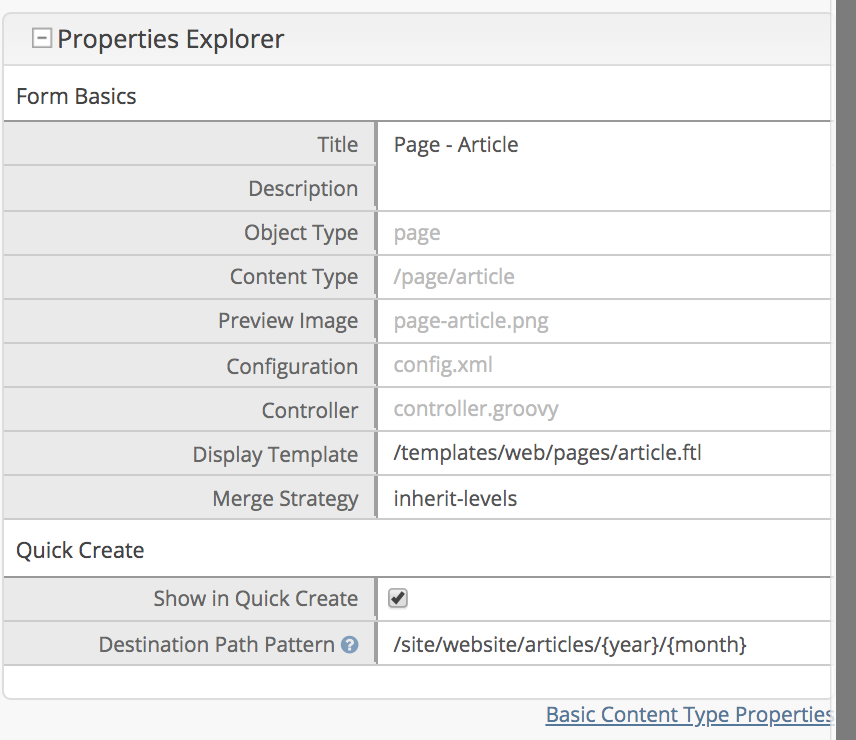 Properties Explorer
Form Basics
Title Page - Article
Description
Object Type page
Content Type /page/article
Preview Image page-article.png
Configuration config.xml
Controller controller.groovy
Display Template /templates/web/pages/article.ftl
Merge Strategy inherit-levels
Quick Create
Show in Quick Create
Destination Path Pattern ? /site/website/articles/{year}/{month}
Basic Content Type Properties